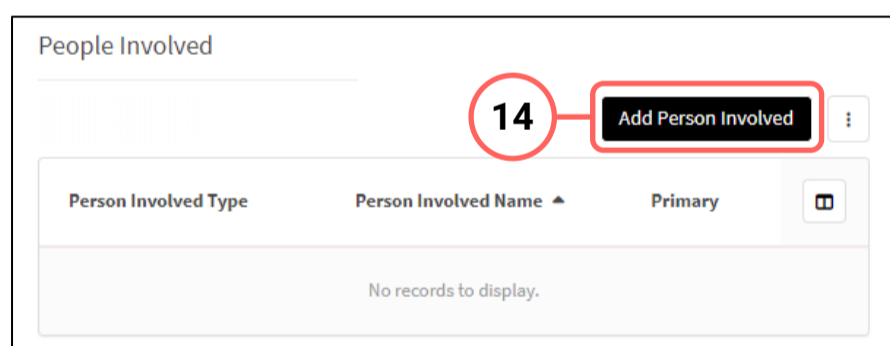 People Involved
14 Add Person Involved
Person Involved Type Person Involved Name Primary
No records to display.